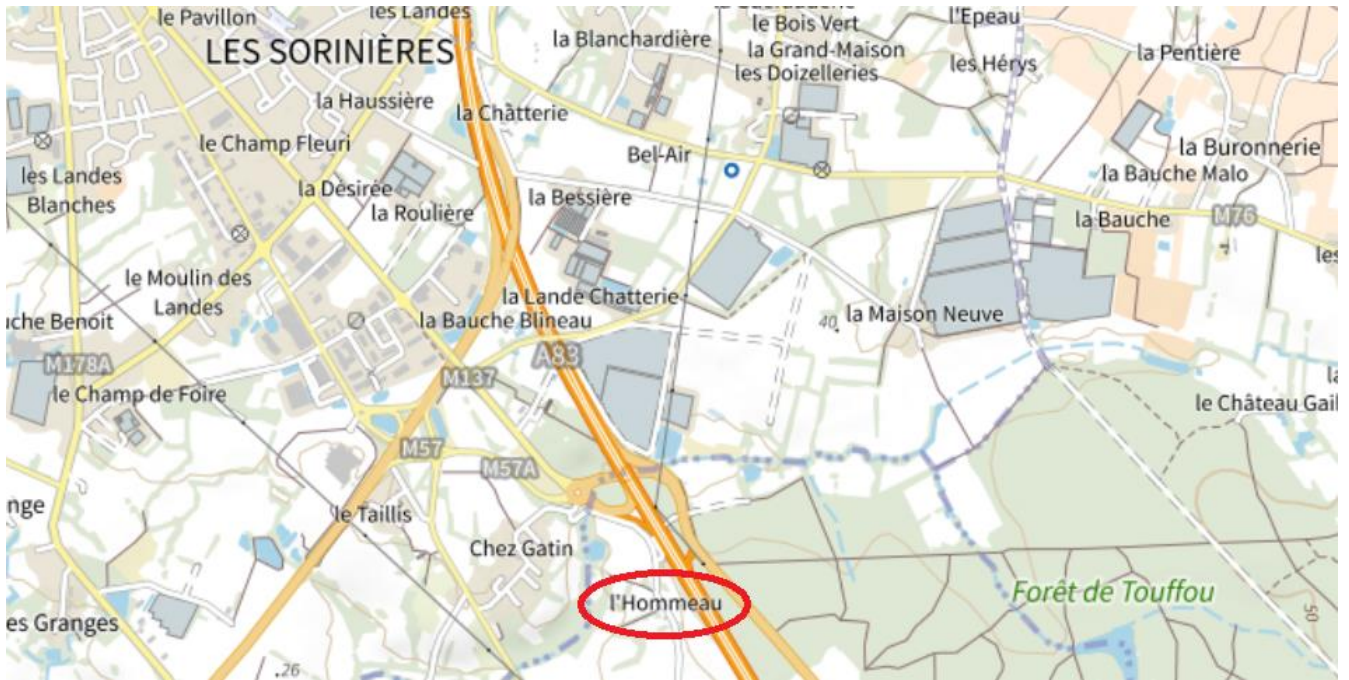 le Pavillon
les Landes
le Bois Vert
l'Epeau
LES SORINIÈRES
la Blanchardière
la Grand-Maison
les Doizelleries
les Hérys
la Pentière
la Haussière
la Châtterie
le Champ Fleuri
Bel-Air
la Buronnerie
la Bauche Malo
les Landes
Blanches
la Désirée
la Roulière
la Bessière
la Bauche
M76
les
le Moulin des
Landes
la Lande Chatterie
la Bauche Blineau
uche Benoit
40
la Maison Neuve
A83
M178A
M137
le Champ de Foire
la
le Château Gail
M57
M57A
nge
le Taillis
Chez Gatin
l'Hommeau
Forêt de Touffou
50
es Granges
26